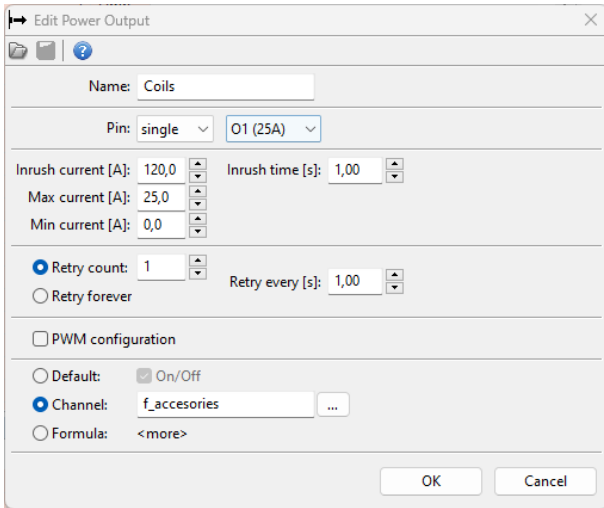 Edit Power Output
Name: Coils
Pin: single O1 (25A)
Inrush current [A]: 120,0 Inrush time [s]: 1,00
Max current [A]: 25,0
Min current [A]: 0,0
Retry count: 1
Retry every [s]: 1,00
Retry forever
PWM configuration
Default: On/Off
Channel: f_accesories ...
Formula: <more>
OK Cancel